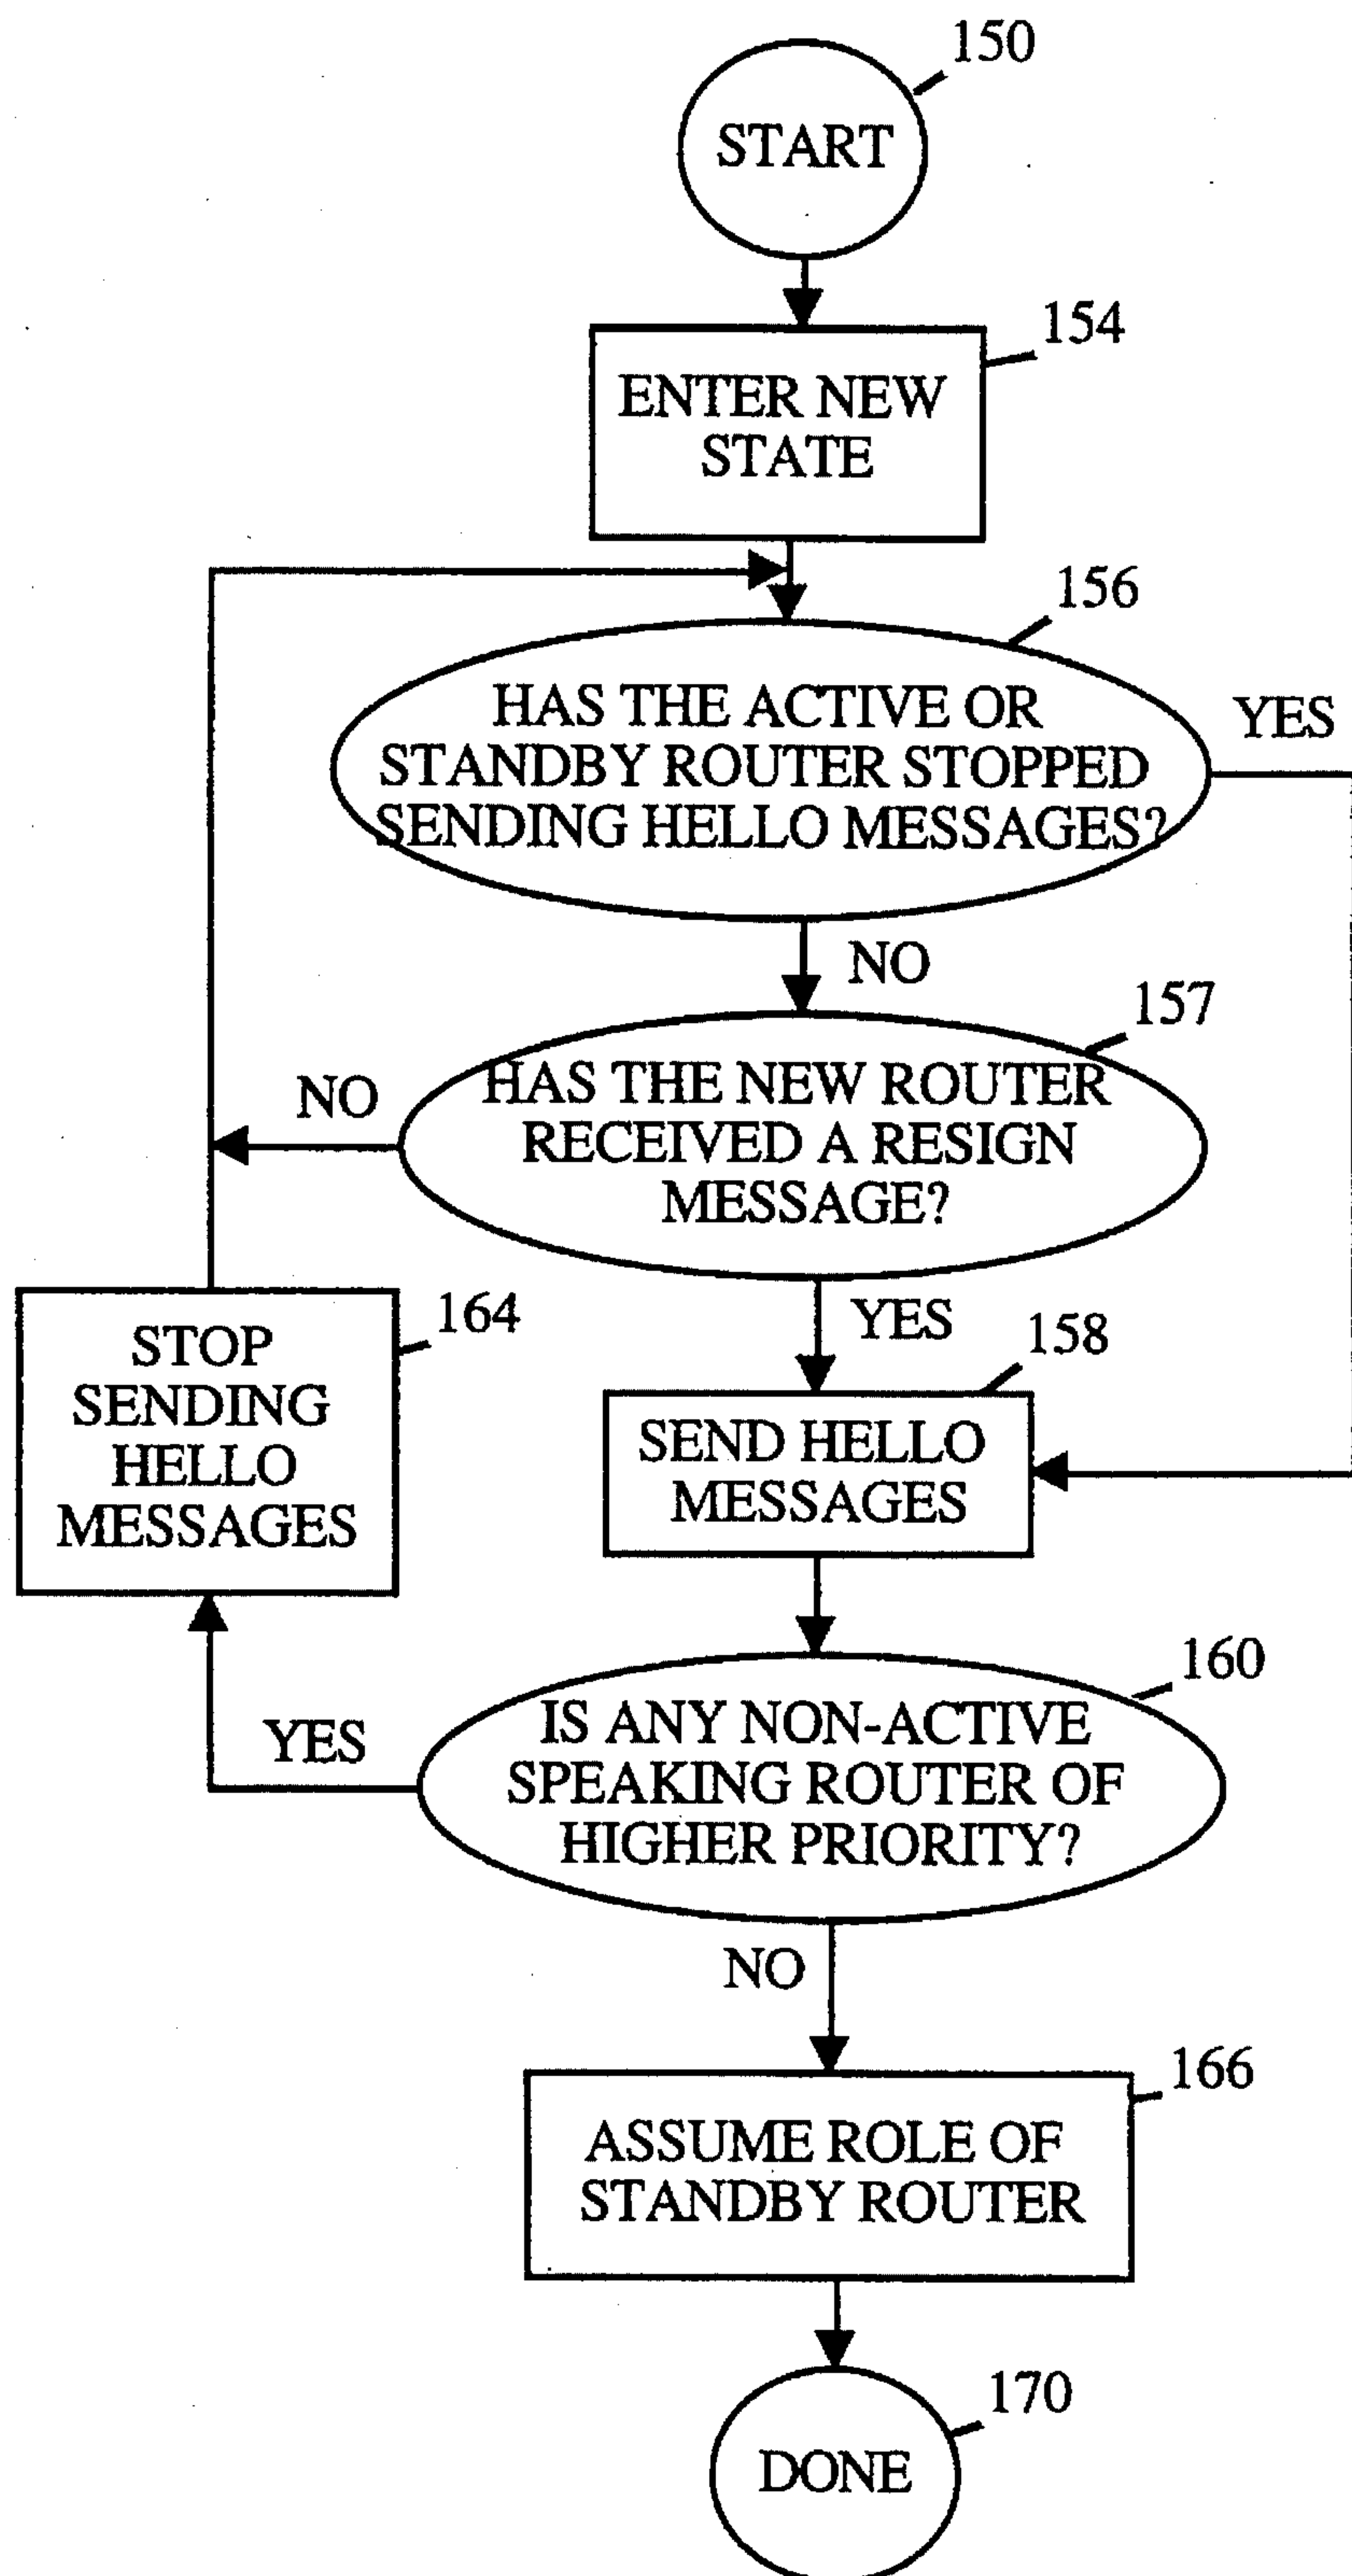 150
START
154
ENTER NEW
STATE
156
HAS THE ACTIVE OR
STANDBY ROUTER STOPPED
SENDING HELLO MESSAGES?
YES
NO
157
HAS THE NEW ROUTER
RECEIVED A RESIGN
MESSAGE?
NO
YES
164
STOP
SENDING
HELLO
MESSAGES
158
SEND HELLO
MESSAGES
160
IS ANY NON-ACTIVE
SPEAKING ROUTER OF
HIGHER PRIORITY?
YES
NO
166
ASSUME ROLE OF
STANDBY ROUTER
170
DONE